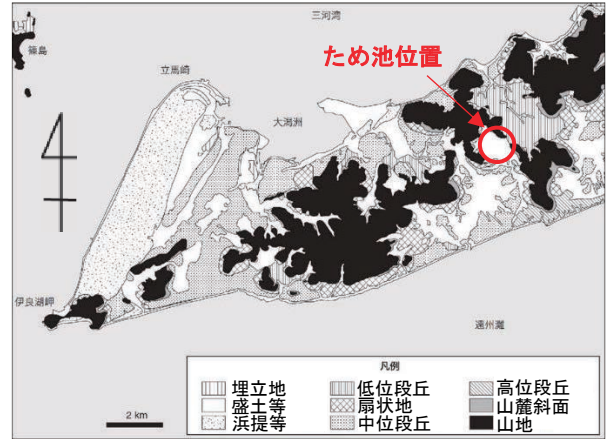 三河湾
篠島
ため池位置
立馬崎
大潟洲
伊良湖岬
遠州灘
凡例
埋立地
低位段丘
高位段丘
盛土等
扇状地
山麓斜面
浜提等
中位段丘
山地
2 km